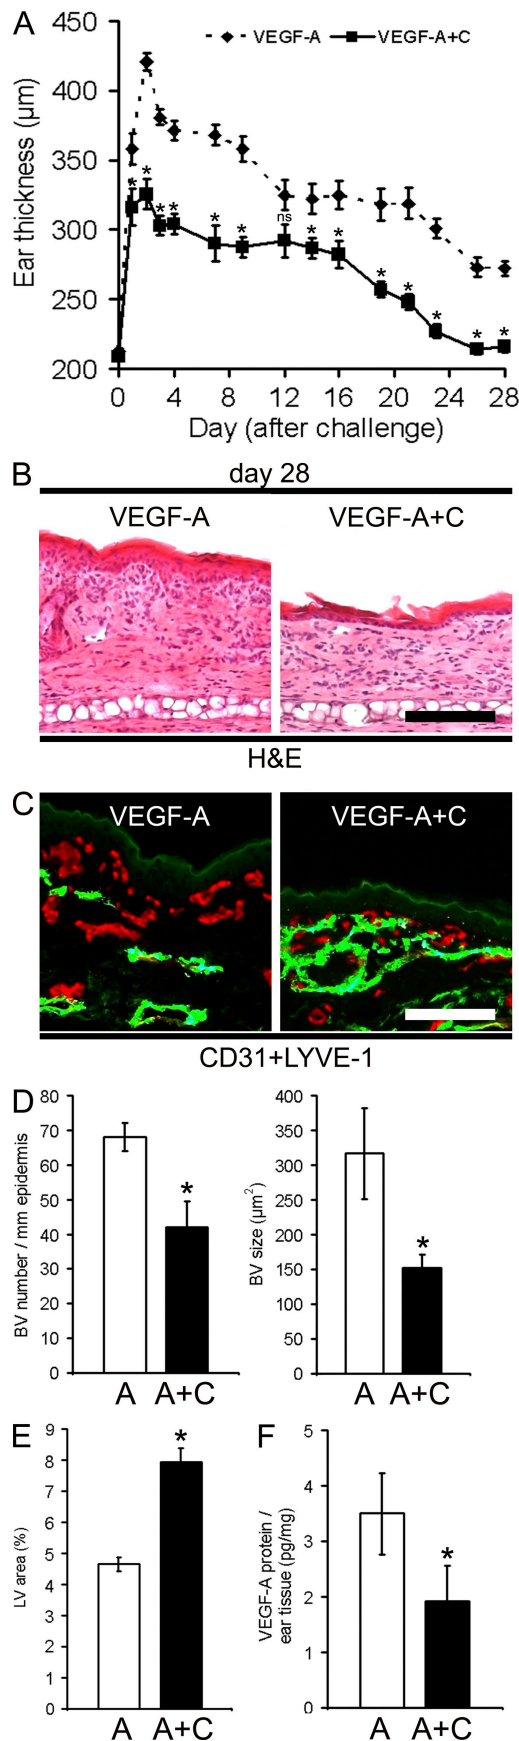 A
VEGF-A VEGF-A+C
Ear thickness (µm)
450
400
350
300
250
200
* * * * * * ns * * * * * * *
0 4 8 12 16 20 24 28
Day (after challenge)
B
day 28
VEGF-A VEGF-A+C
H&E
C
VEGF-A VEGF-A+C
CD31+LYVE-1
D
BV number / mm epidermis
80
70
60
50
40
30
20
10
0
*
A A+C
BV size (µm²)
400
350
300
250
200
150
100
50
0
*
A A+C
E
LV area (%)
9
8
7
6
5
4
3
2
1
0
*
A A+C
F
VEGF-A protein /
ear tissue (pg/mg)
5
4
3
2
1
0
*
A A+C